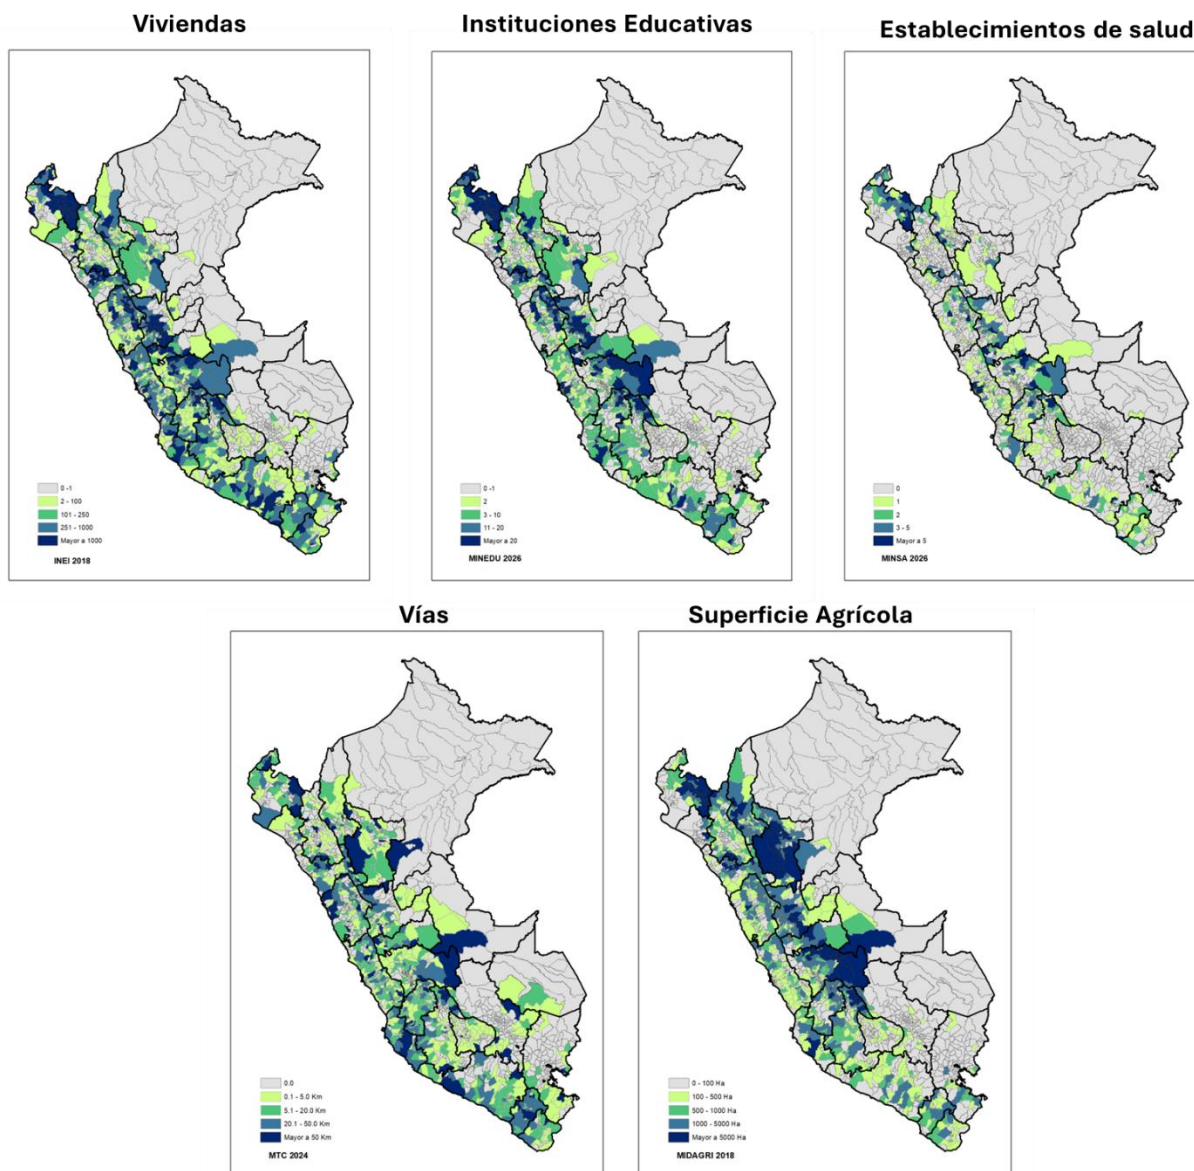 Viviendas
Instituciones Educativas
Establecimientos de salud
0 -1
2 - 100
101 - 250
251 - 1000
Mayor a 1000
INEI 2018
0 -1
2
3 - 10
11 - 20
Mayor a 20
MINEDU 2026
0
1
2
3 - 5
Mayor a 5
MINSA 2026
Vías
Superficie Agrícola
0.0
0.1 - 5.0 Km
5.1 - 20.0 Km
20.1 - 50.0 Km
Mayor a 50 Km
MTC 2024
0 - 100 Ha
100 - 500 Ha
500 - 1000 Ha
1000 - 5000 Ha
Mayor a 5000 Ha
MIDAGRI 2018